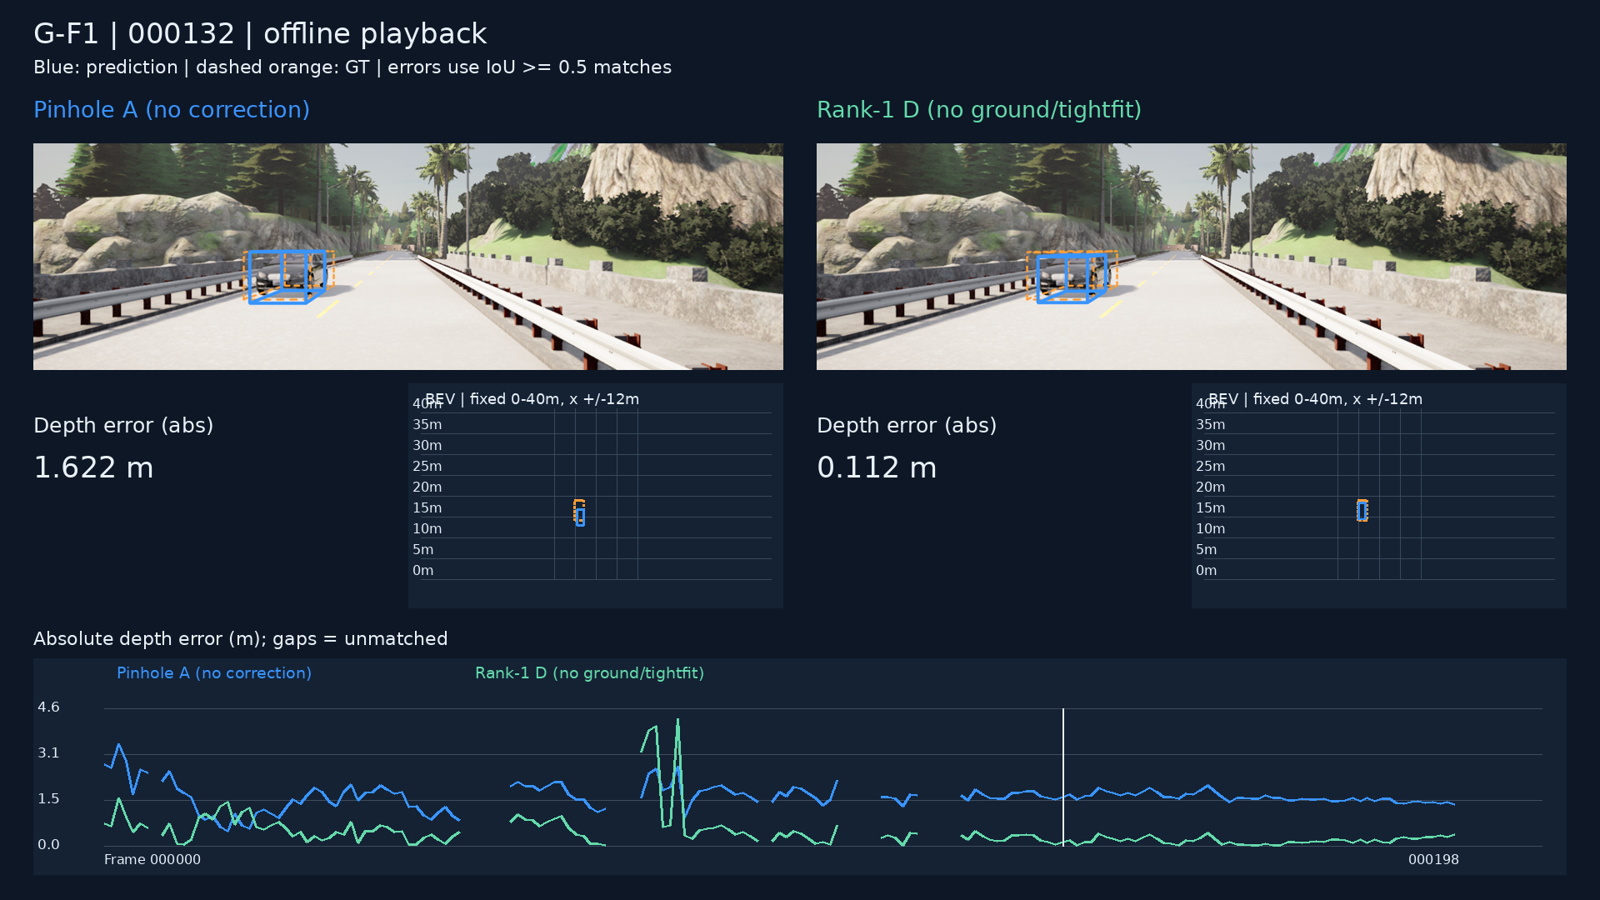 G-F1 | 000132 | offline playback
Blue: prediction | dashed orange: GT | errors use IoU >= 0.5 matches
Pinhole A (no correction)
Rank-1 D (no ground/tightfit)
Depth error (abs)
1.622 m
BEV | fixed 0-40m, x +/-12m
40m
35m
30m
25m
20m
15m
10m
5m
0m
Depth error (abs)
0.112 m
BEV | fixed 0-40m, x +/-12m
40m
35m
30m
25m
20m
15m
10m
5m
0m
Absolute depth error (m); gaps = unmatched
Pinhole A (no correction)
Rank-1 D (no ground/tightfit)
4.6
3.1
1.5
0.0
Frame 000000
000198